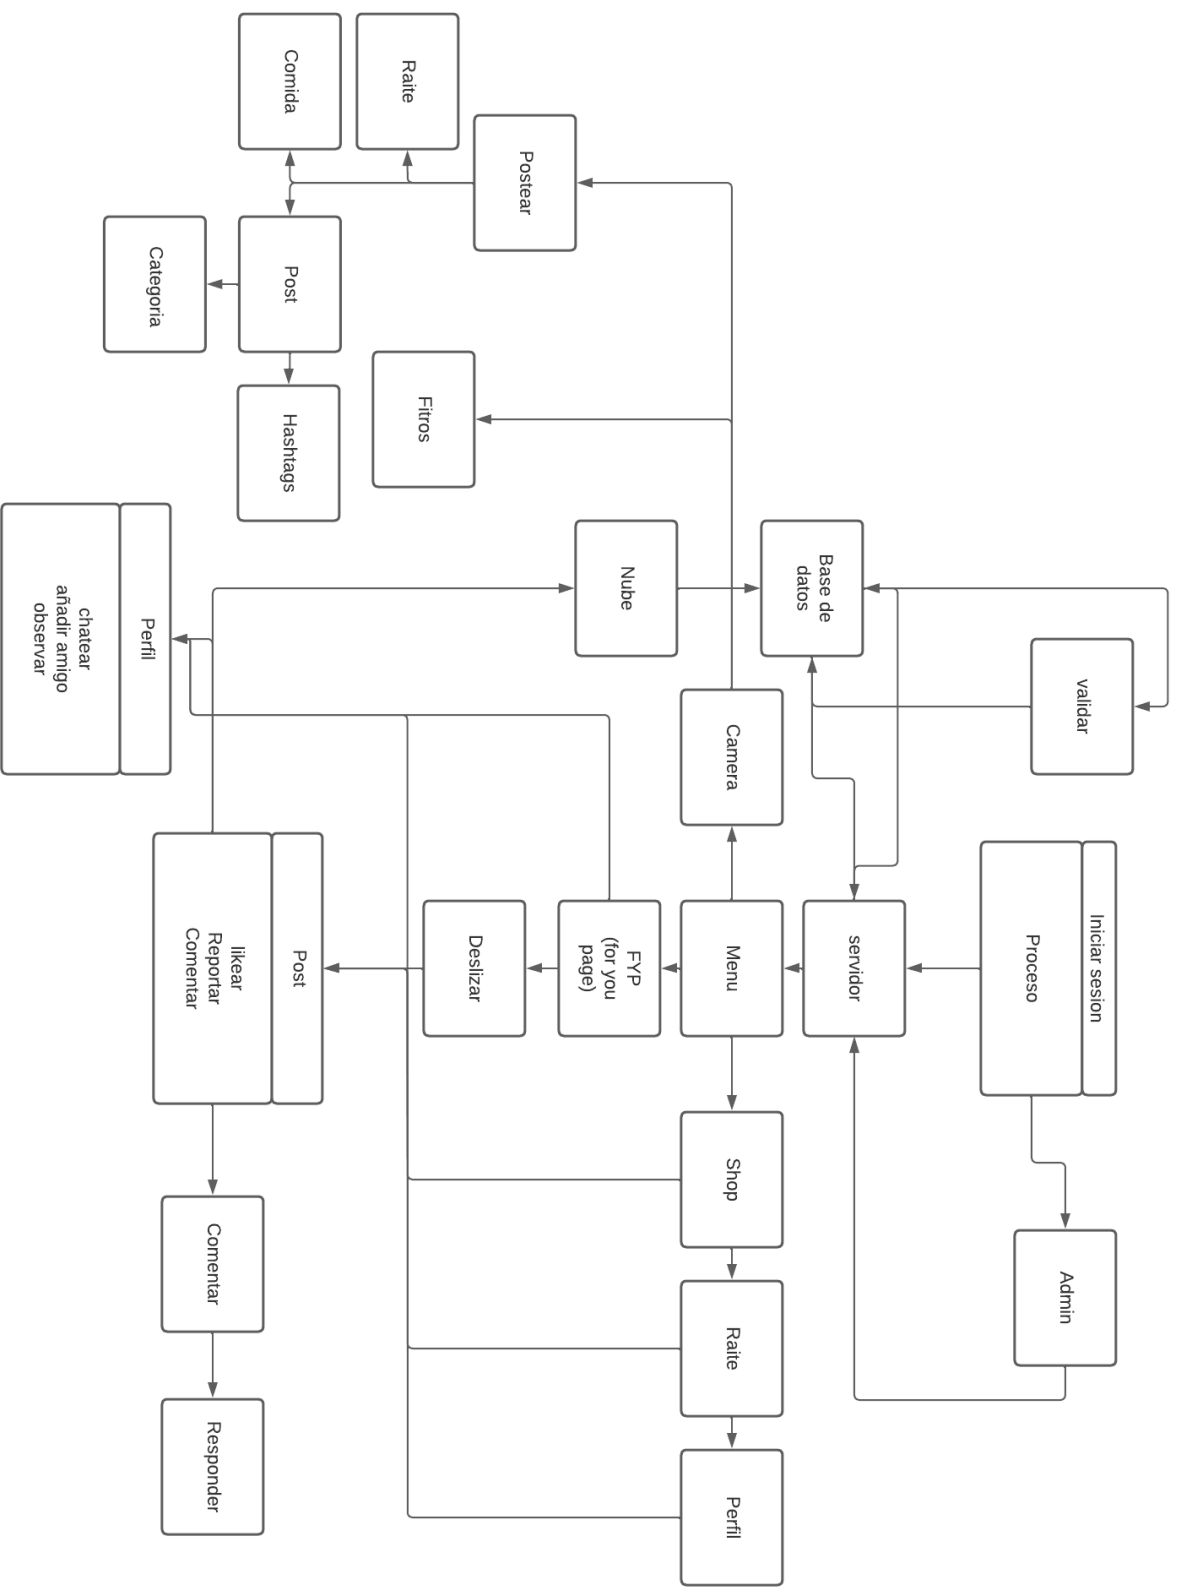 Iniciar sesion
Proceso
Admin
validar
Base de
datos
servidor
Nube
Camera
Menu
Shop
Raite
Perfil
FYP
(for you
page)
Postear
Fitros
Deslizar
Raite
Comida
Post
Hashtags
Categoria
Post
likear
Reportar
Comentar
Comentar
Responder
Perfil
chatear
añadir amigo
observar